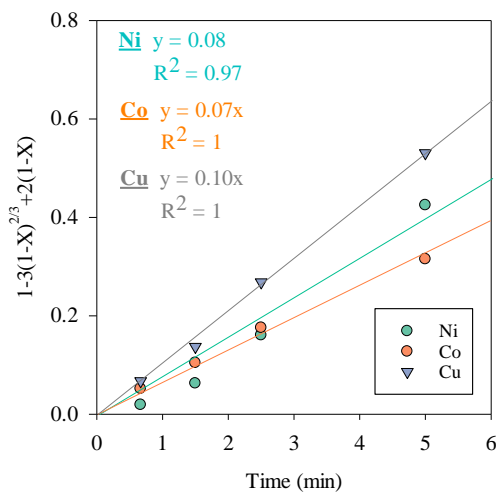 0.8
0.6
0.4
0.2
0.0
1-3(1-X)^2/3+2(1-X)
Ni y = 0.08
R² = 0.97
Co y = 0.07x
R² = 1
Cu y = 0.10x
R² = 1
Ni
Co
Cu
0 1 2 3 4 5 6
Time (min)